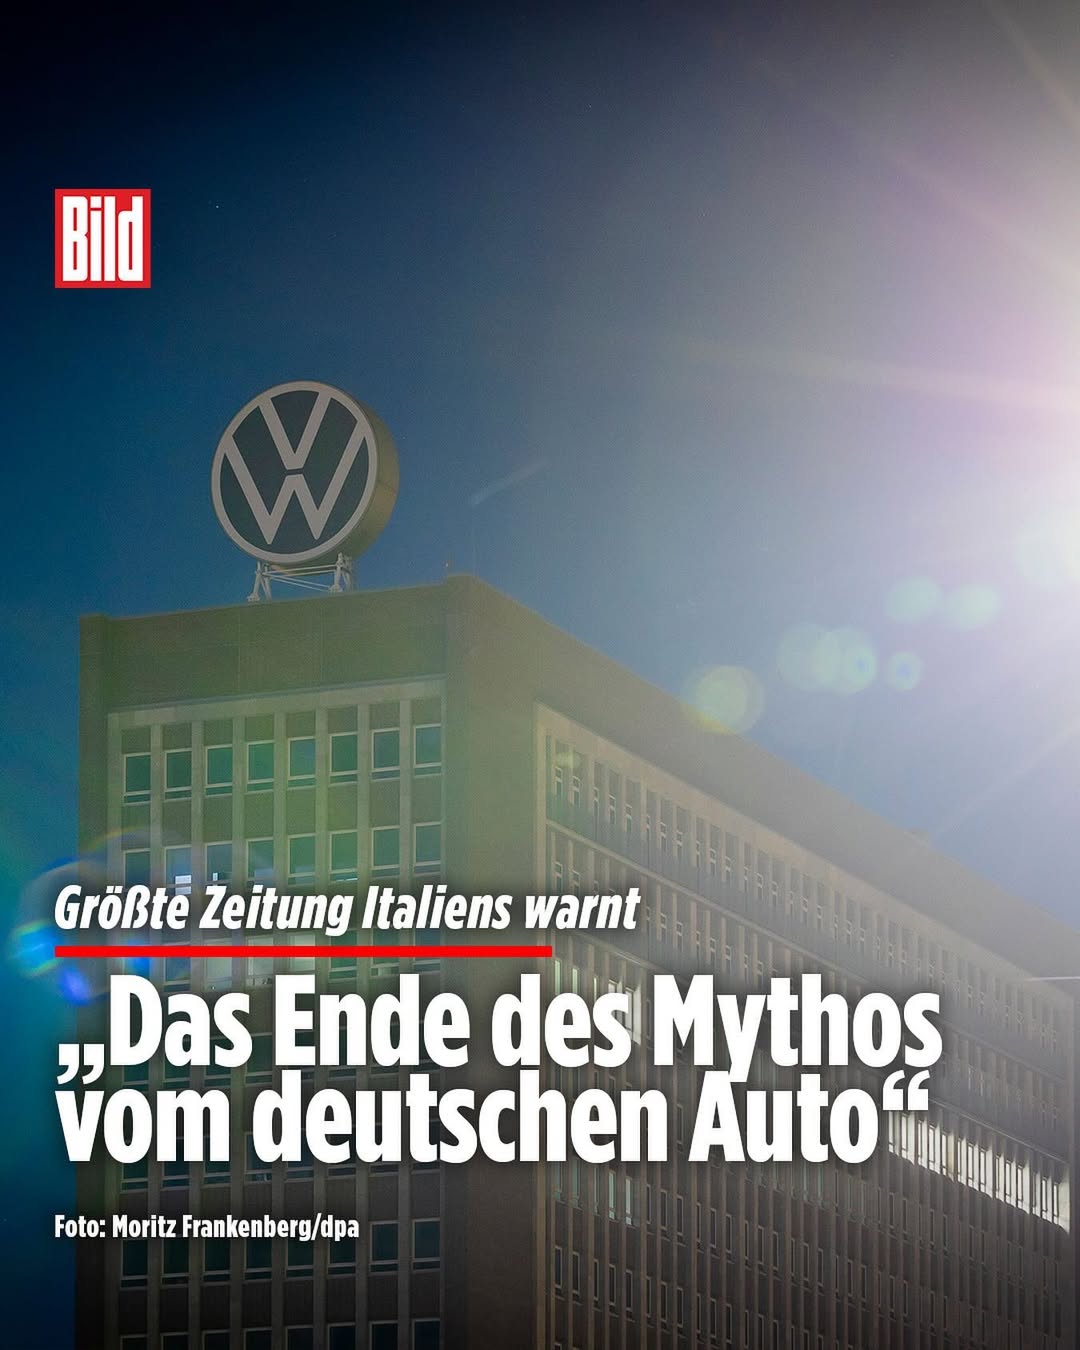 Bild
Größte Zeitung Italiens warnt
„Das Ende des Mythos
vom deutschen Auto“
Foto: Moritz Frankenberg/dpa